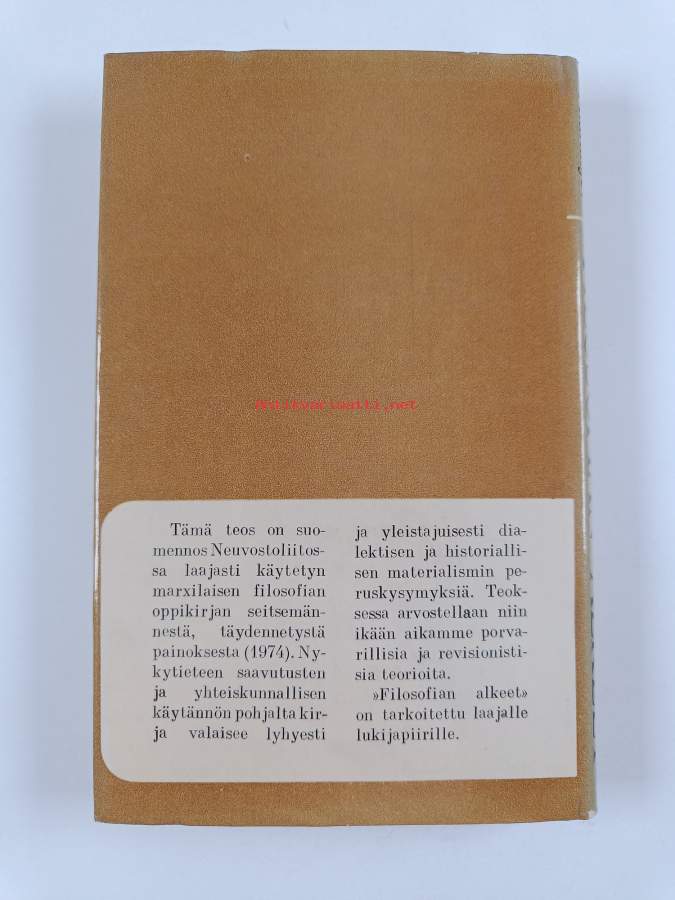 antikvariaatti.net
Tämä teos on suo-
mennos Neuvostoliitos-
sa laajasti käytetyn
marxilaisen filosofian
oppikirjan seitsemän-
nestä, täydennetystä
painoksesta (1974). Ny-
kytieteen saavutusten
ja yhteiskunnallisen
käytännön pohjalta kir-
ja valaisee lyhyesti
ja yleistajuisesti dia-
lektisen ja historialli-
sen materialismin pe-
ruskysymyksiä. Teok-
sessa arvostellaan niin
ikään aikamme porva-
rillisia ja revisionisti-
sia teorioita.
»Filosofian alkeet»
on tarkoitettu laajalle
lukijapiirille.